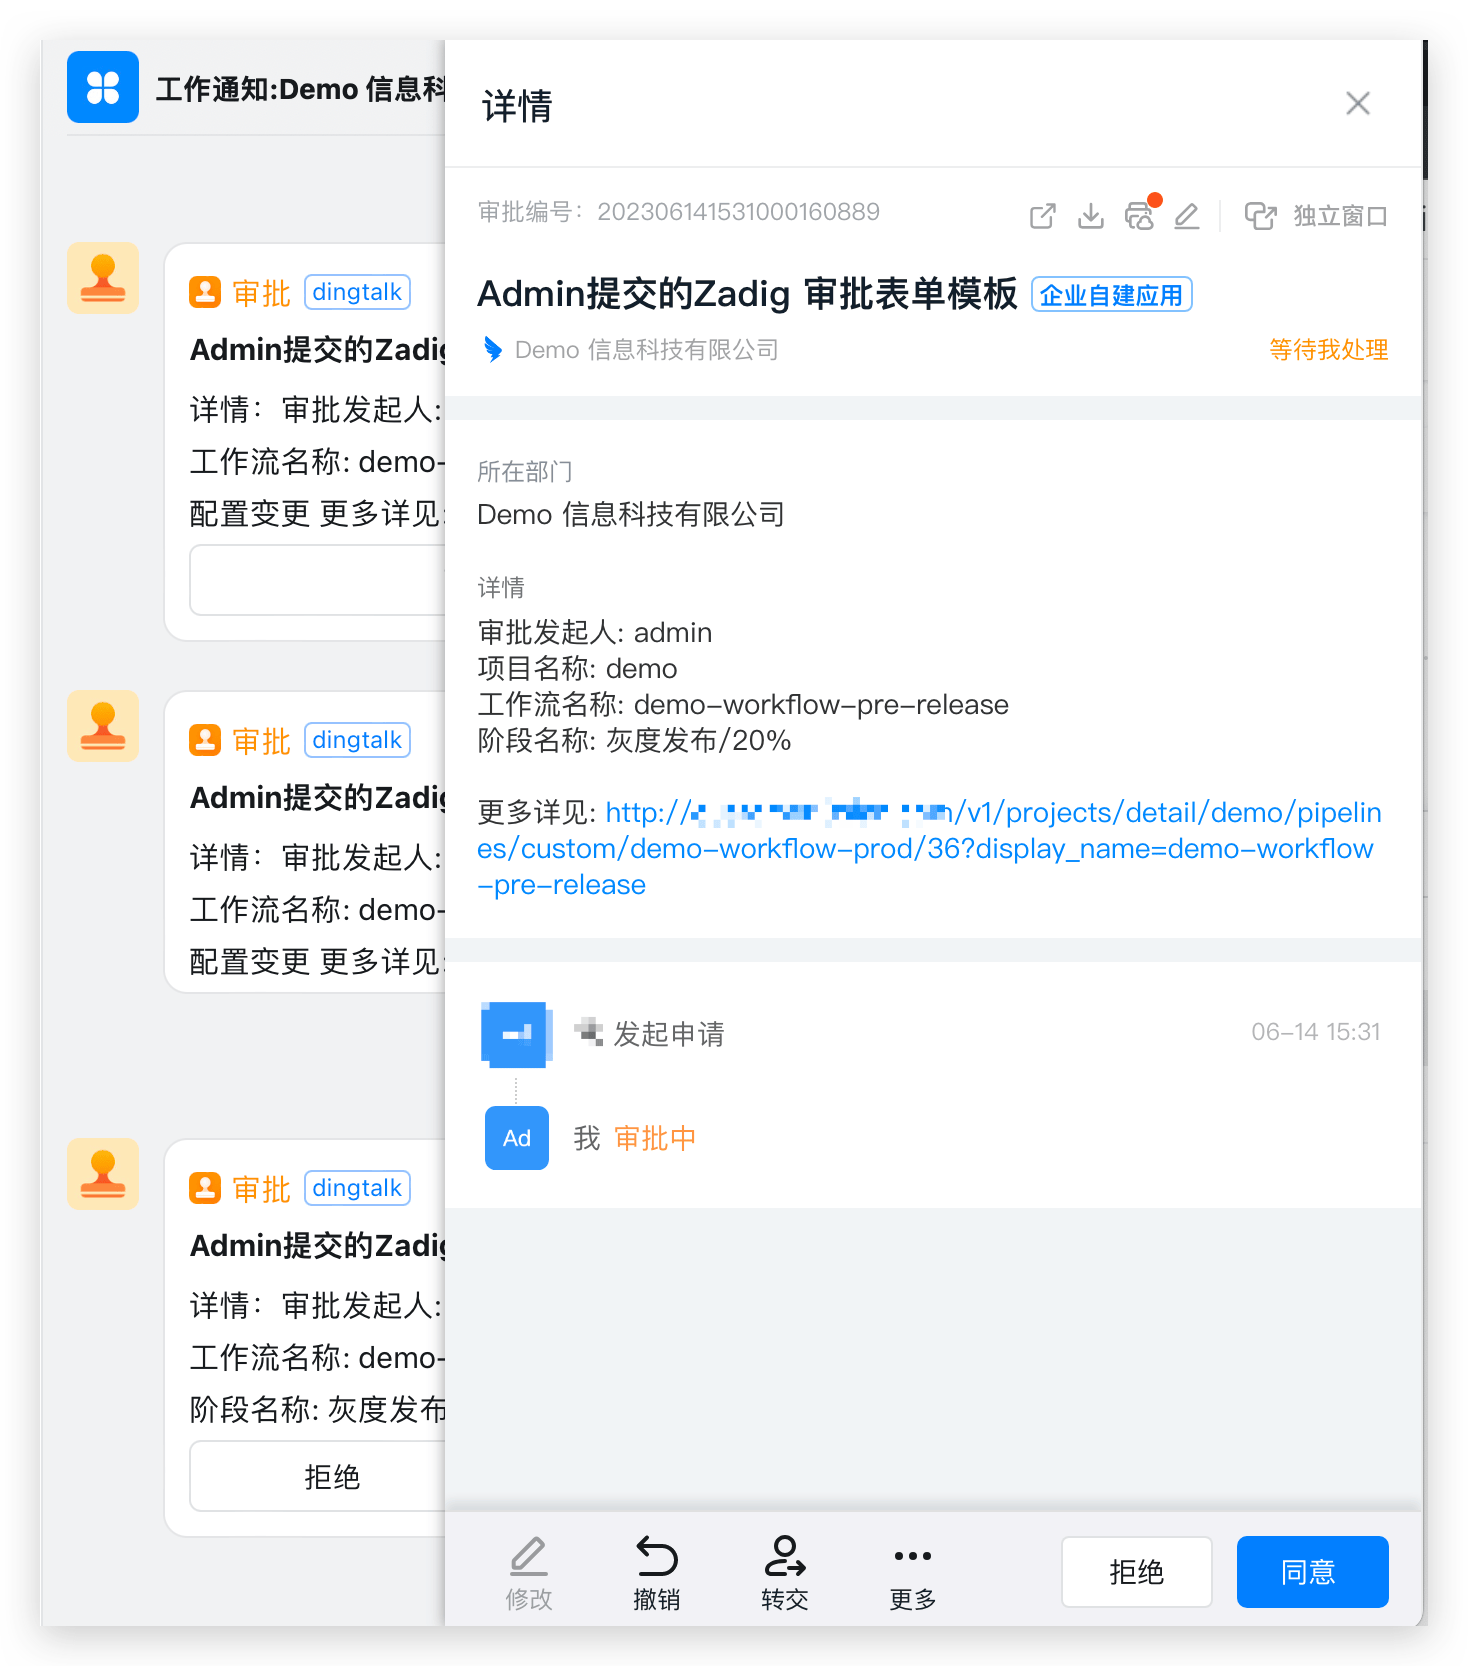 工作通知:Demo 信息科
审批 dingtalk
Admin提交的Zadig
详情：审批发起人:
工作流名称: demo-
配置变更 更多详见:
审批 dingtalk
Admin提交的Zadig
详情：审批发起人:
工作流名称: demo-
配置变更 更多详见:
审批 dingtalk
Admin提交的Zadig
详情：审批发起人:
工作流名称: demo-
阶段名称: 灰度发布
拒绝
详情
审批编号：202306141531000160889
独立窗口
Admin提交的Zadig 审批表单模板 企业自建应用
Demo 信息科技有限公司
等待我处理
所在部门
Demo 信息科技有限公司
详情
审批发起人: admin
项目名称: demo
工作流名称: demo-workflow-pre-release
阶段名称: 灰度发布/20%
更多详见: http://n/v1/projects/detail/demo/pipelin
es/custom/demo-workflow-prod/36?display_name=demo-workflow
-pre-release
发起申请 06-14 15:31
Ad 我 审批中
修改 撤销 转交 更多 拒绝 同意